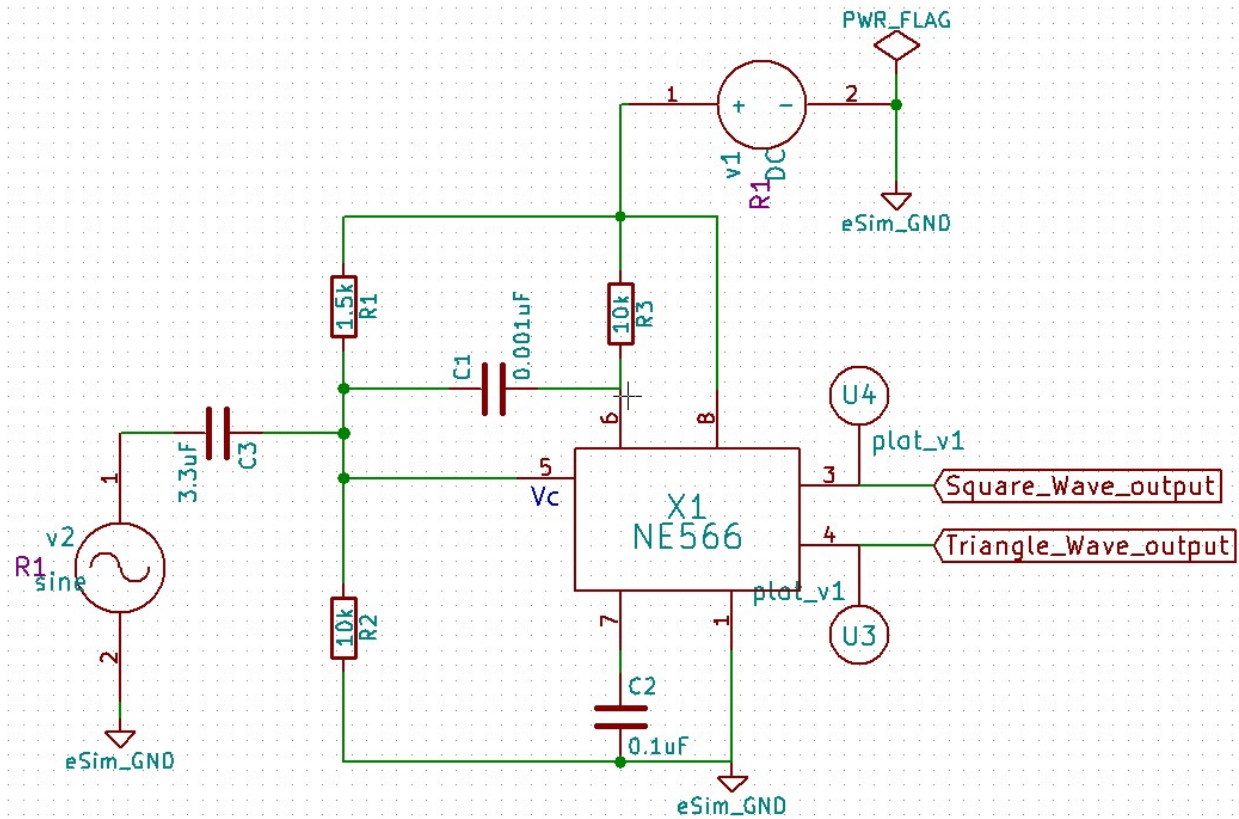 PWR_FLAG
1
+
−
2
v1
DC
R1
eSim_GND
1.5k
R1
C1
0.001uF
10k
R3
6
8
U4
plot_v1
3.3uF
C3
5
Vc
3
Square_Wave_output
X1
NE566
4
Triangle_Wave_output
1
v2
R1
sine
2
plot_v1
10k
R2
7
1
U3
C2
0.1uF
eSim_GND
eSim_GND